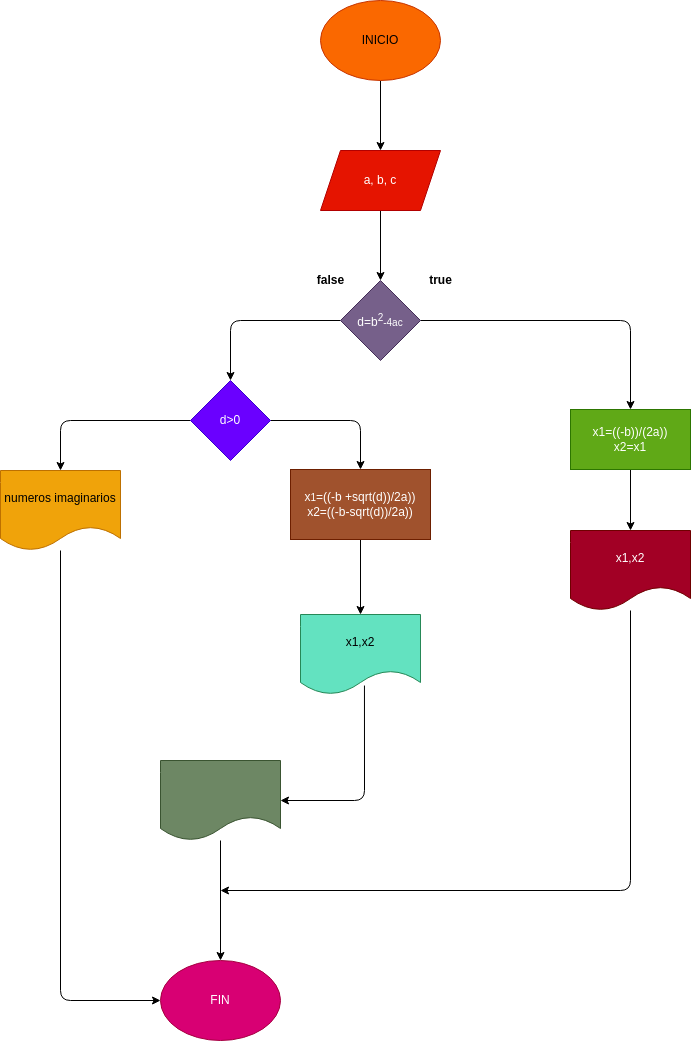 INICIO
a, b, c
false
true
d=b²-4ac
d>0
x1=((-b))/(2a))
x2=x1
numeros imaginarios
x1=((-b +sqrt(d))/2a))
x2=((-b-sqrt(d))/2a))
x1,x2
x1,x2
FIN